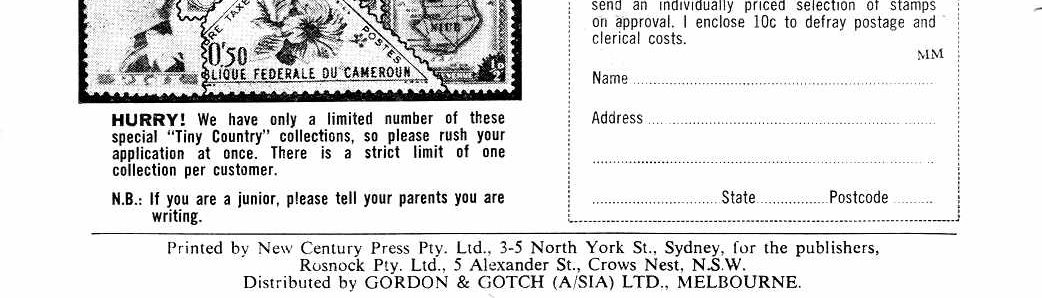 RE TAXE
POSTES
NIUE
0'50
LIQUE FEDERALE DU CAMEROUN
HURRY! We have only a limited number of these
special "Tiny Country" collections, so please rush your
application at once. There is a strict limit of one
collection per customer.
N.B.: If you are a junior, please tell your parents you are
writing.
send an individually priced selection of stamps
on approval. I enclose 10c to defray postage and
clerical costs.
MM
Name
Address
State Postcode
Printed by New Century Press Pty. Ltd., 3-5 North York St., Sydney, for the publishers,
Rosnock Pty. Ltd., 5 Alexander St., Crows Nest, N.S.W.
Distributed by GORDON & GOTCH (A/SIA) LTD., MELBOURNE.